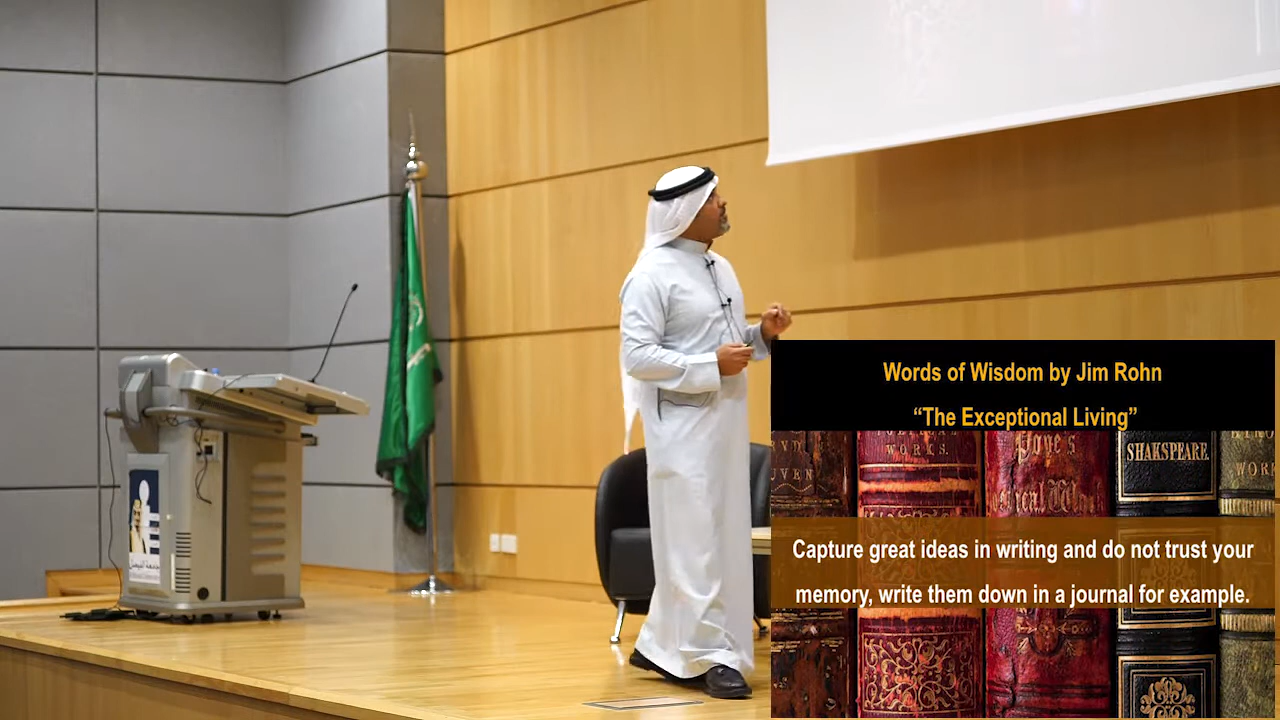 Words of Wisdom by Jim Rohn
“The Exceptional Living”
WORKS.
Pope's
SHAKSPEARE.
Capture great ideas in writing and do not trust your
memory, write them down in a journal for example.